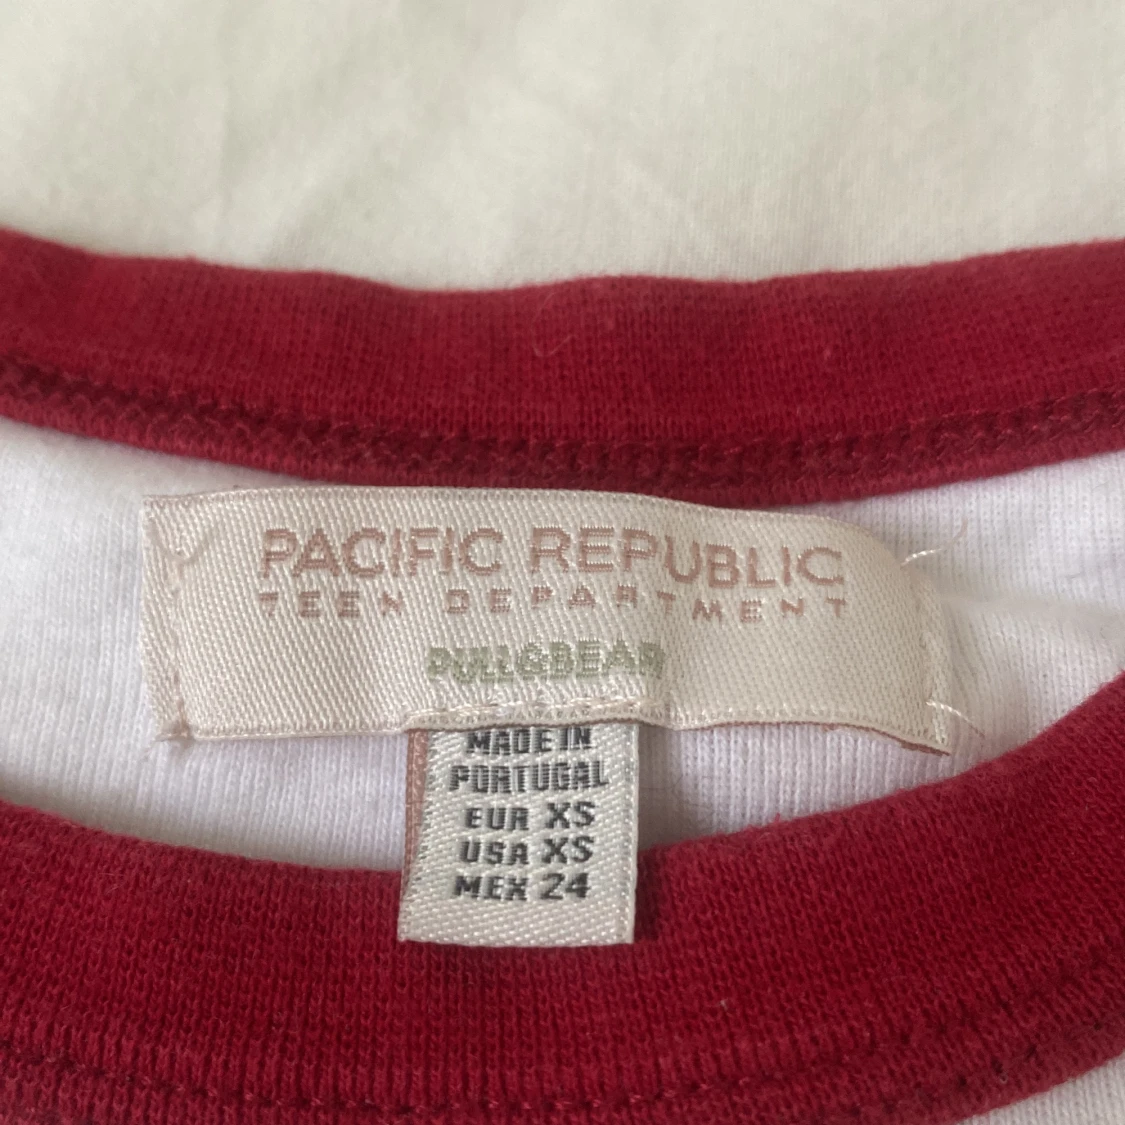 PACIFIC REPUBLIC
TEEN DEPARTMENT
PULL&BEAR
MADE IN
PORTUGAL
EUR XS
USA XS
MEX 24